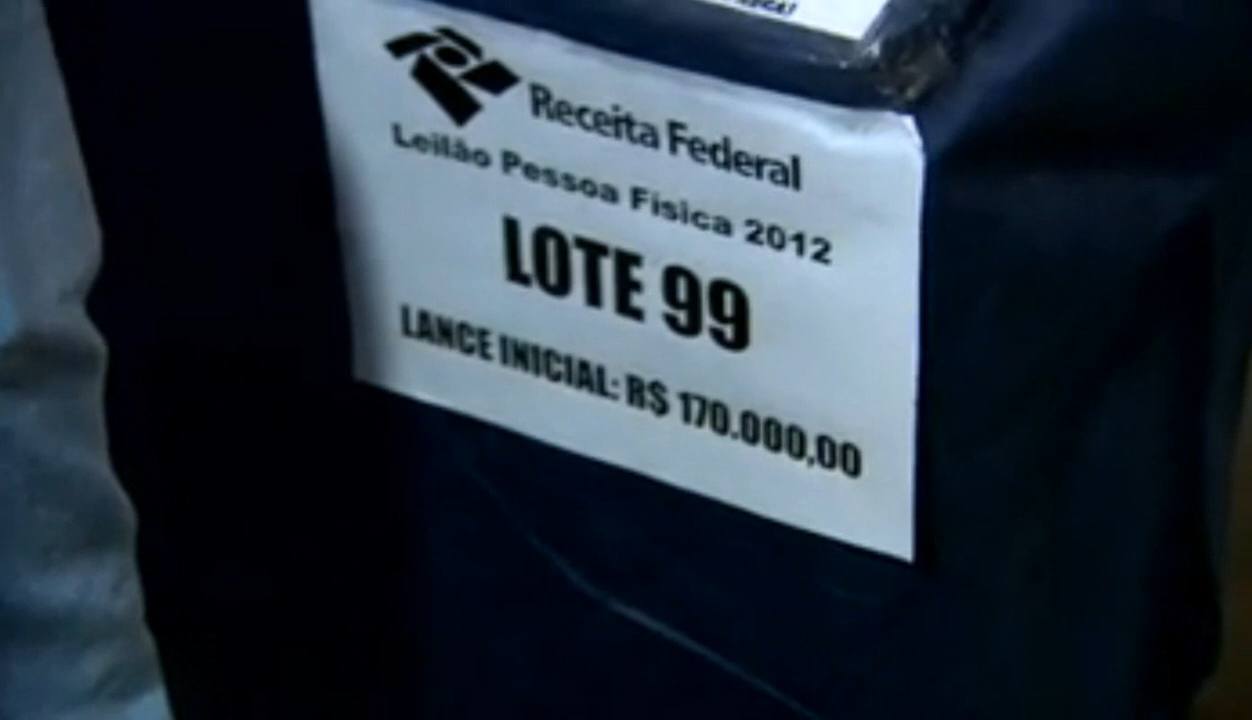 Receita Federal
Leilão Pessoa Física 2012
LOTE 99
LANCE INICIAL: R$ 170.000,00